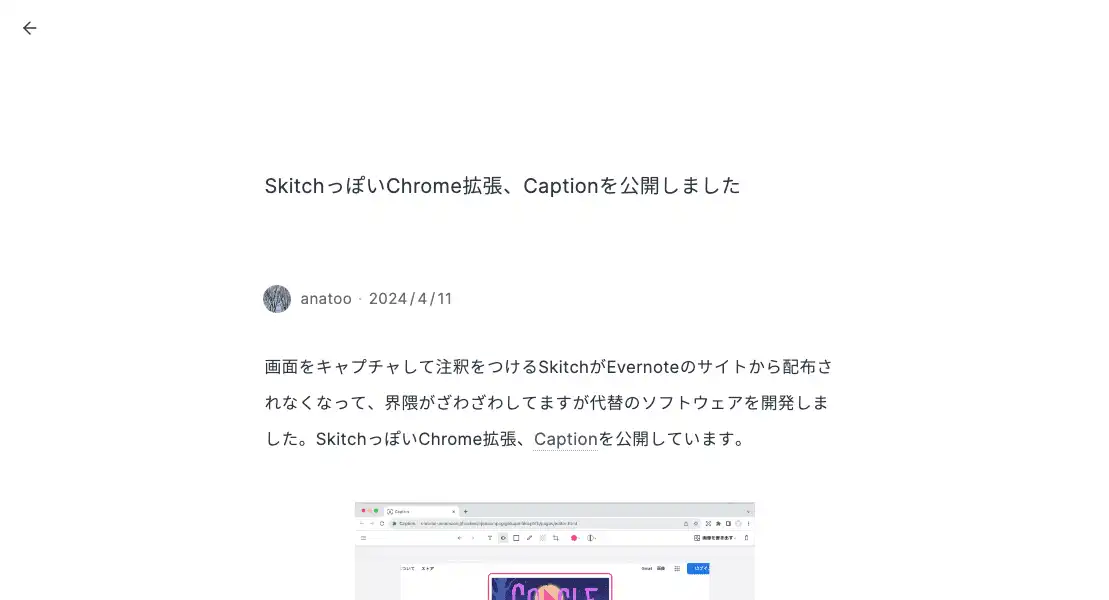 SkitchっぽいChrome拡張、Captionを公開しました
anatoo · 2024/4/11
画面をキャプチャして注釈をつけるSkitchがEvernoteのサイトから配布さ
れなくなって、界隈がざわざわしてますが代替のソフトウェアを開発しま
した。SkitchっぽいChrome拡張、Captionを公開しています。
Caption
Caption
画像を書き出す
ついて ストア
Gmail 画像
ログイン
GOOGLE